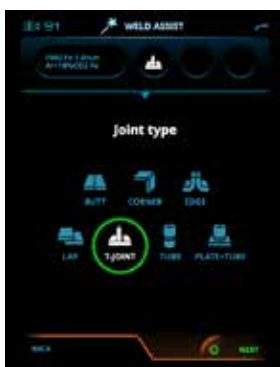 WELD ASSIST
Joint type
BUTT CORNER EDGE
LAP T-JOINT TUBE PLATE+TUBE
BACK NEXT